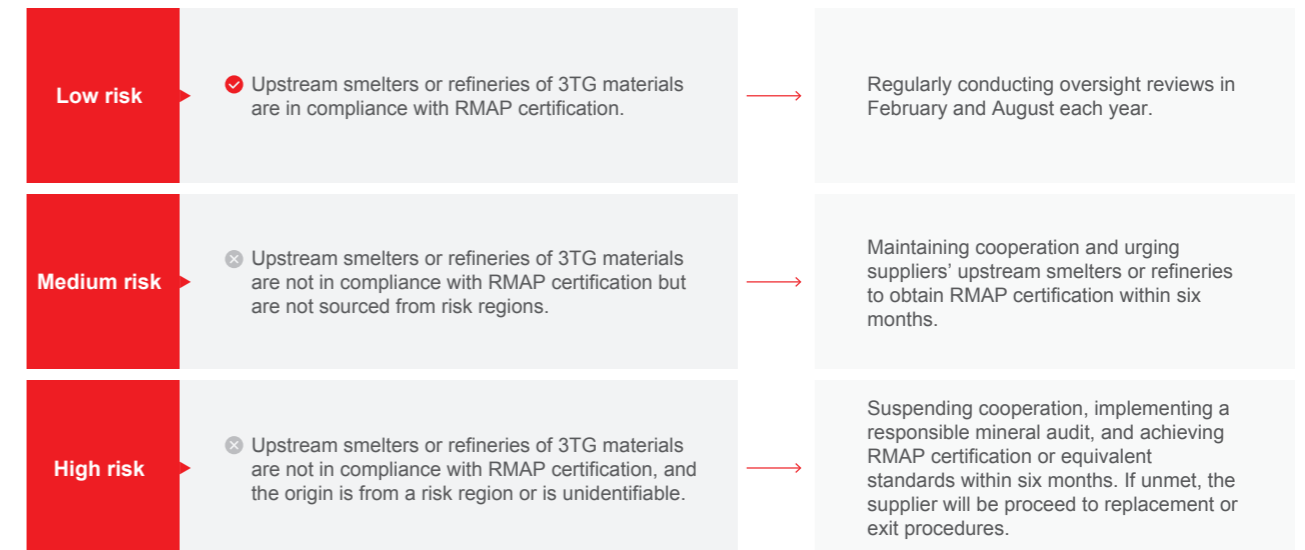 Low risk
Upstream smelters or refineries of 3TG materials
are in compliance with RMAP certification.
Regularly conducting oversight reviews in
February and August each year.
Medium risk
Upstream smelters or refineries of 3TG materials
are not in compliance with RMAP certification but
are not sourced from risk regions.
Maintaining cooperation and urging
suppliers’ upstream smelters or refineries
to obtain RMAP certification within six
months.
High risk
Upstream smelters or refineries of 3TG materials
are not in compliance with RMAP certification, and
the origin is from a risk region or is unidentifiable.
Suspending cooperation, implementing a
responsible mineral audit, and achieving
RMAP certification or equivalent
standards within six months. If unmet, the
supplier will be proceed to replacement or
exit procedures.